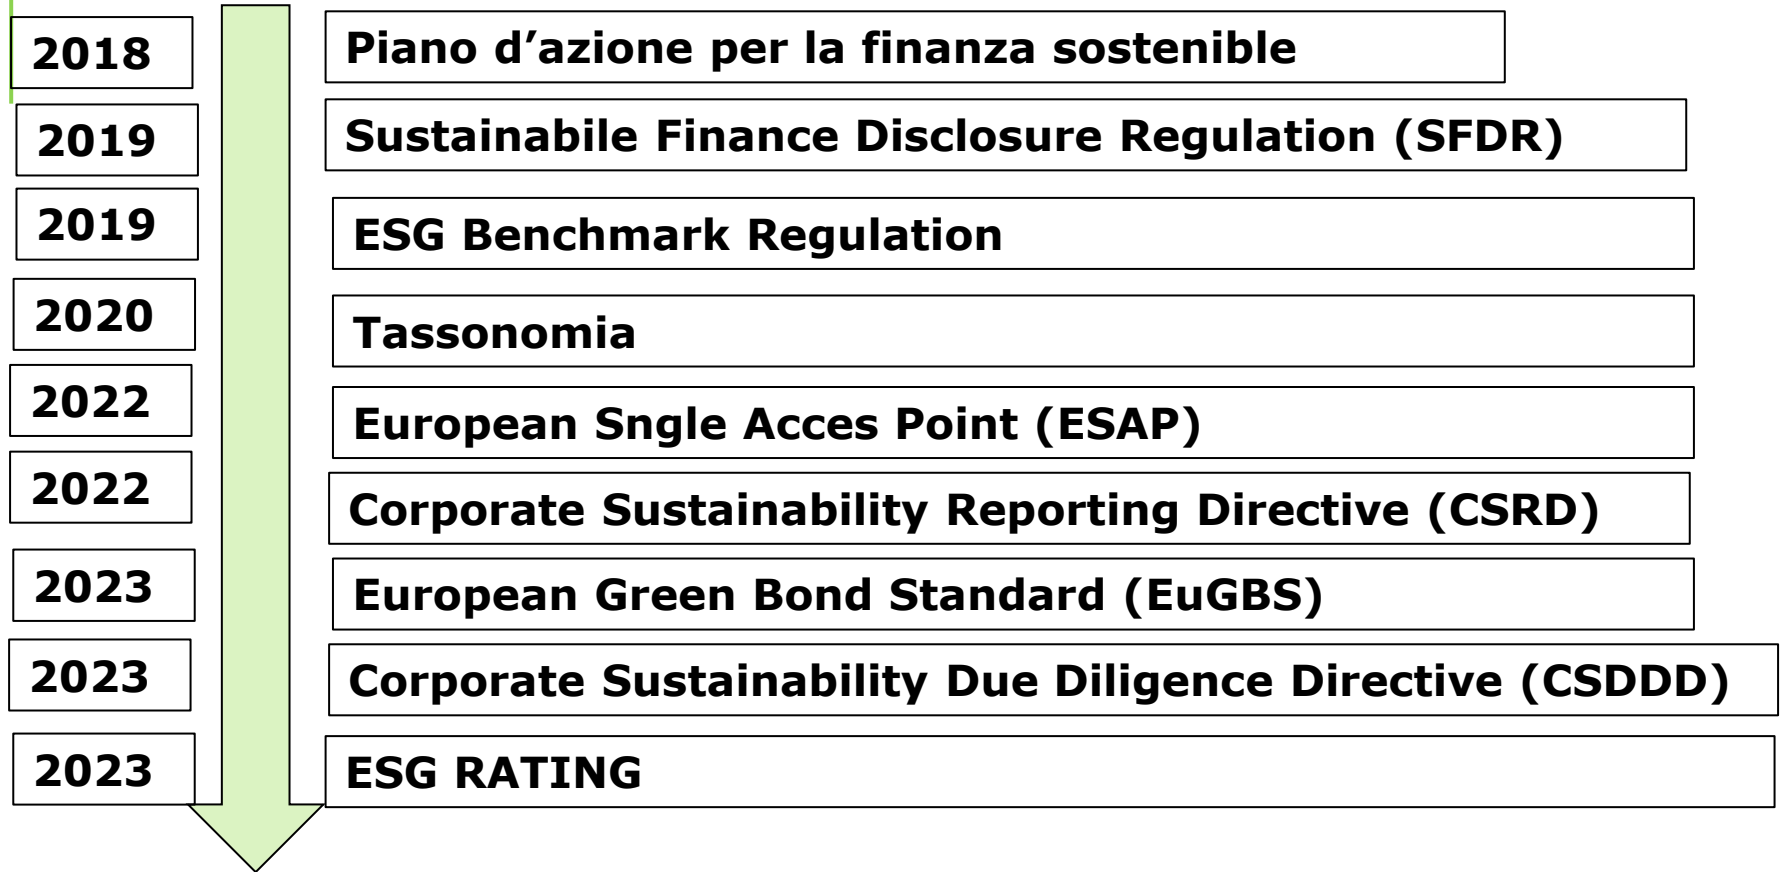 2018 Piano d’azione per la finanza sostenible
2019 Sustainabile Finance Disclosure Regulation (SFDR)
2019 ESG Benchmark Regulation
2020 Tassonomia
2022 European Sngle Acces Point (ESAP)
2022 Corporate Sustainability Reporting Directive (CSRD)
2023 European Green Bond Standard (EuGBS)
2023 Corporate Sustainability Due Diligence Directive (CSDDD)
2023 ESG RATING